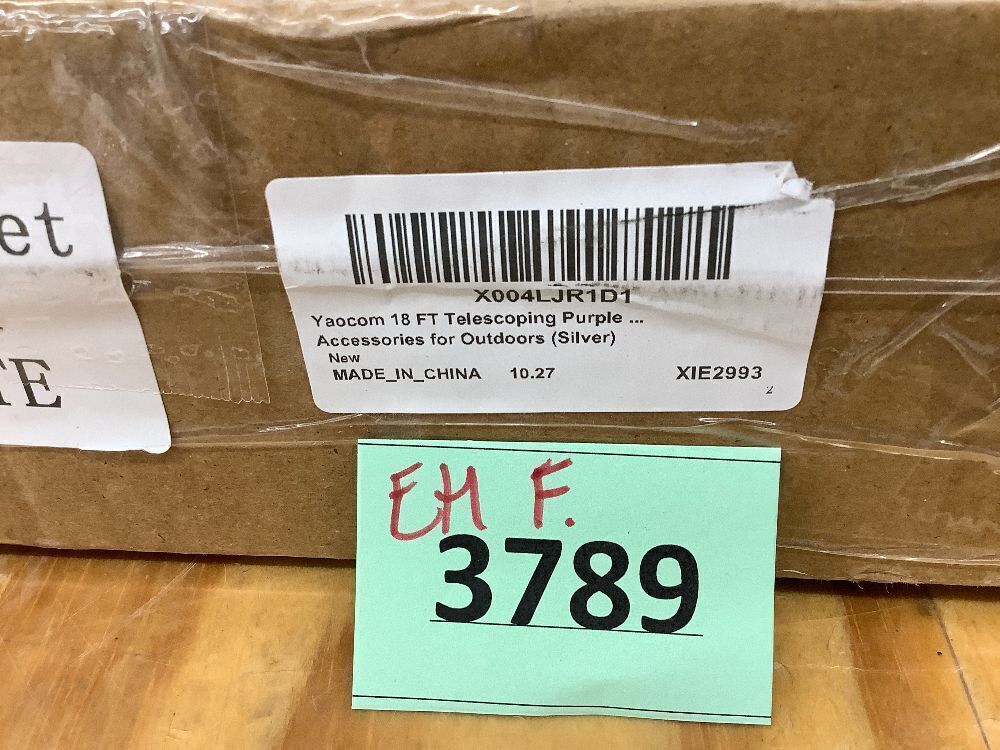 et
TE
X004LJR1D1
Yaocom 18 FT Telescoping Purple ...
Accessories for Outdoors (Silver)
New
MADE_IN_CHINA 10.27 XIE2993
2
EH F.
3789